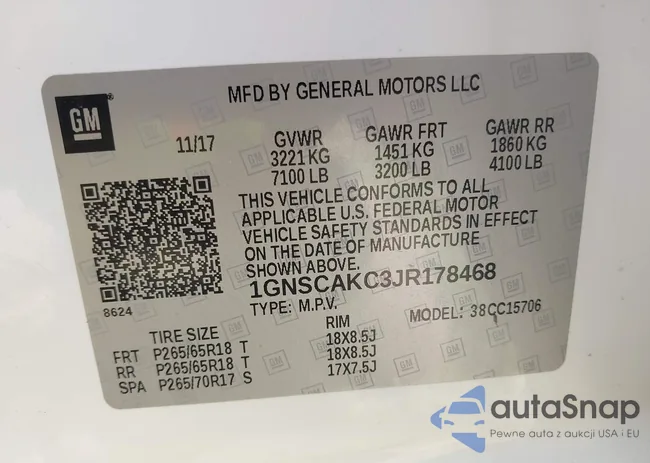 MFD BY GENERAL MOTORS LLC
GM
11/17
GVWR GAWR FRT GAWR RR
3221 KG 1451 KG 1860 KG
7100 LB 3200 LB 4100 LB
THIS VEHICLE CONFORMS TO ALL
APPLICABLE U.S. FEDERAL MOTOR
VEHICLE SAFETY STANDARDS IN EFFECT
ON THE DATE OF MANUFACTURE
SHOWN ABOVE.
1GNSCAKC3JR178468
8624
TYPE: M.P.V. MODEL: 38CC15706
TIRE SIZE RIM
FRT P265/65R18 T 18X8.5J
RR P265/65R18 T 18X8.5J
SPA P265/70R17 S 17X7.5J
autaSnap
Pewne auta z aukcji USA i EU